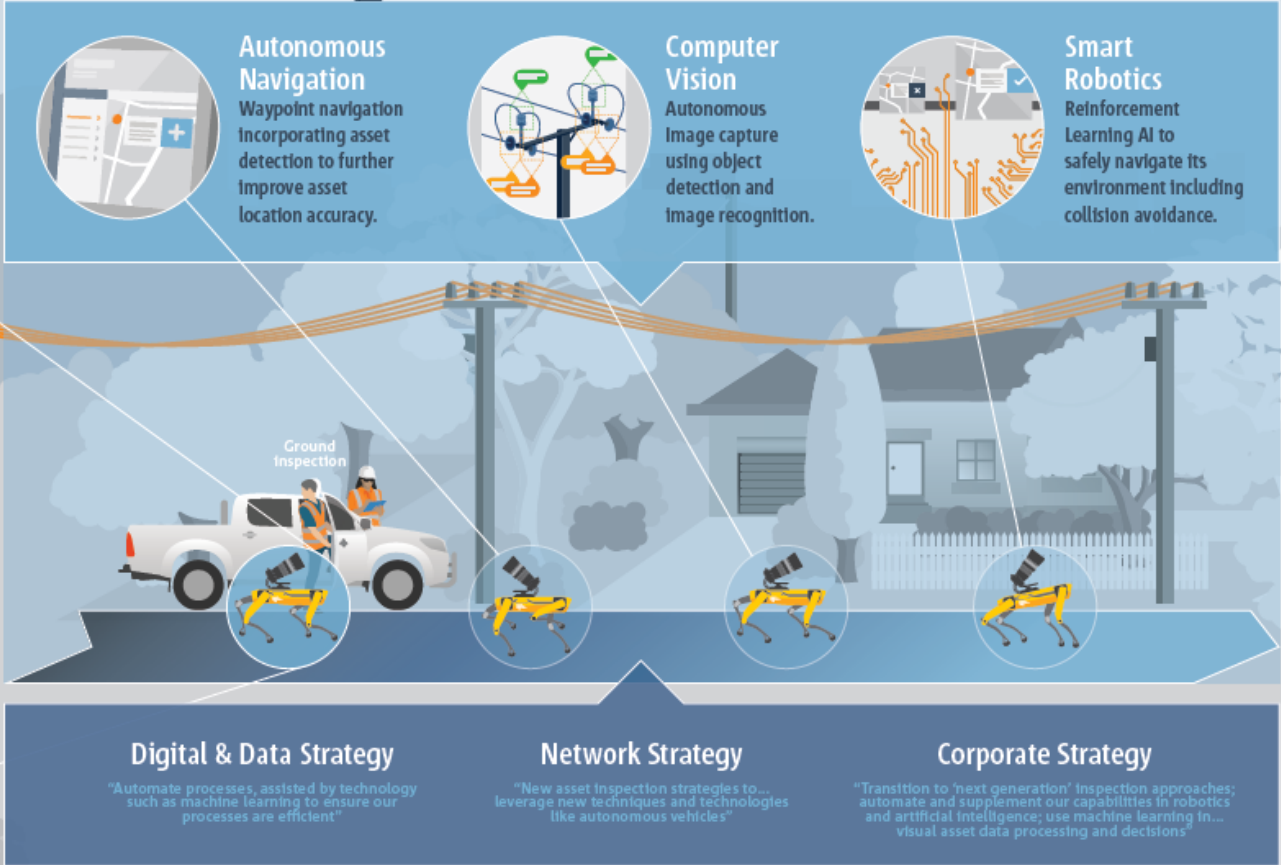 Autonomous
Navigation
Waypoint navigation
incorporating asset
detection to further
improve asset
location accuracy.
Computer
Vision
Autonomous
Image capture
using object
detection and
image recognition.
Smart
Robotics
Reinforcement
Learning AI to
safely navigate its
environment including
collision avoidance.
Ground
inspection
Digital & Data Strategy
“Automate processes, assisted by technology
such as machine learning to ensure our
processes are efficient”
Network Strategy
“New asset inspection strategies to...
leverage new techniques and technologies
like autonomous vehicles”
Corporate Strategy
“Transition to ‘next generation’ inspection approaches;
automate and supplement our capabilities in robotics
and artificial intelligence; use machine learning in...
visual asset data processing and decisions”